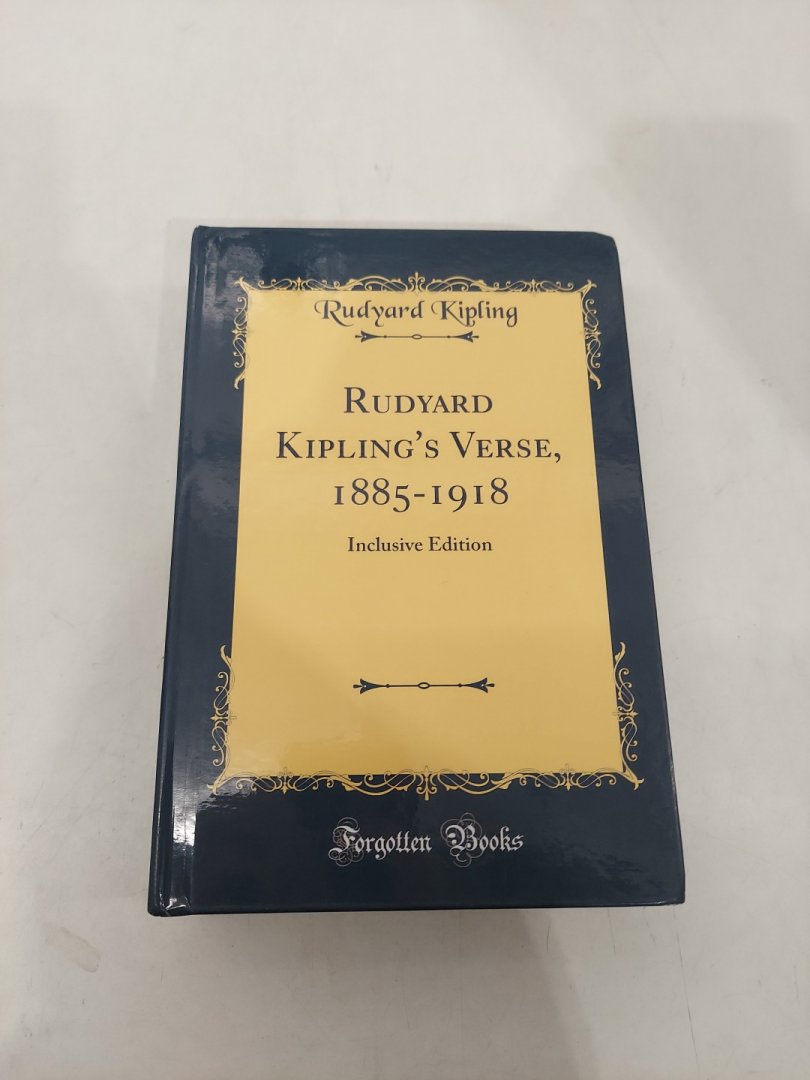 Rudyard Kipling
RUDYARD
KIPLING'S VERSE,
1885-1918
Inclusive Edition
Forgotten Books